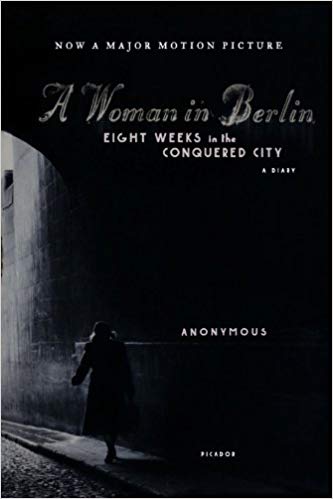 NOW A MAJOR MOTION PICTURE
A Woman in Berlin
EIGHT WEEKS in the
CONQUERED CITY
A DIARY
ANONYMOUS
PICADOR